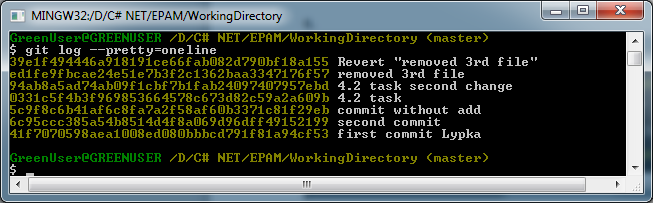 MINGW32:/D/C# NET/EPAM/WorkingDirectory
GreenUser@GREENUSER /D/C# NET/EPAM/WorkingDirectory (master)
$ git log --pretty=oneline
39e1f494446a918191ce66fab082d790bf18a155 Revert "removed 3rd file"
ed1fe9fbcae24e51e7b3f2c1362baa3347176f57 removed 3rd file
94ab8a5ad74ab09f1cbf7b1fab24097407957ebd 4.2 task second change
0331c5f4b3f969853664578c673d82c59a2a609b 4.2 task
5c9f8c6b41af6c8fa7a2f58af60b3371c81f29eb commit without add
6c95ccc385a54b8514d4f8a069d96dff49152199 second commit
41f7070598aea1008ed080bbbcd791f81a94cf53 first commit Lypka
GreenUser@GREENUSER /D/C# NET/EPAM/WorkingDirectory (master)
$